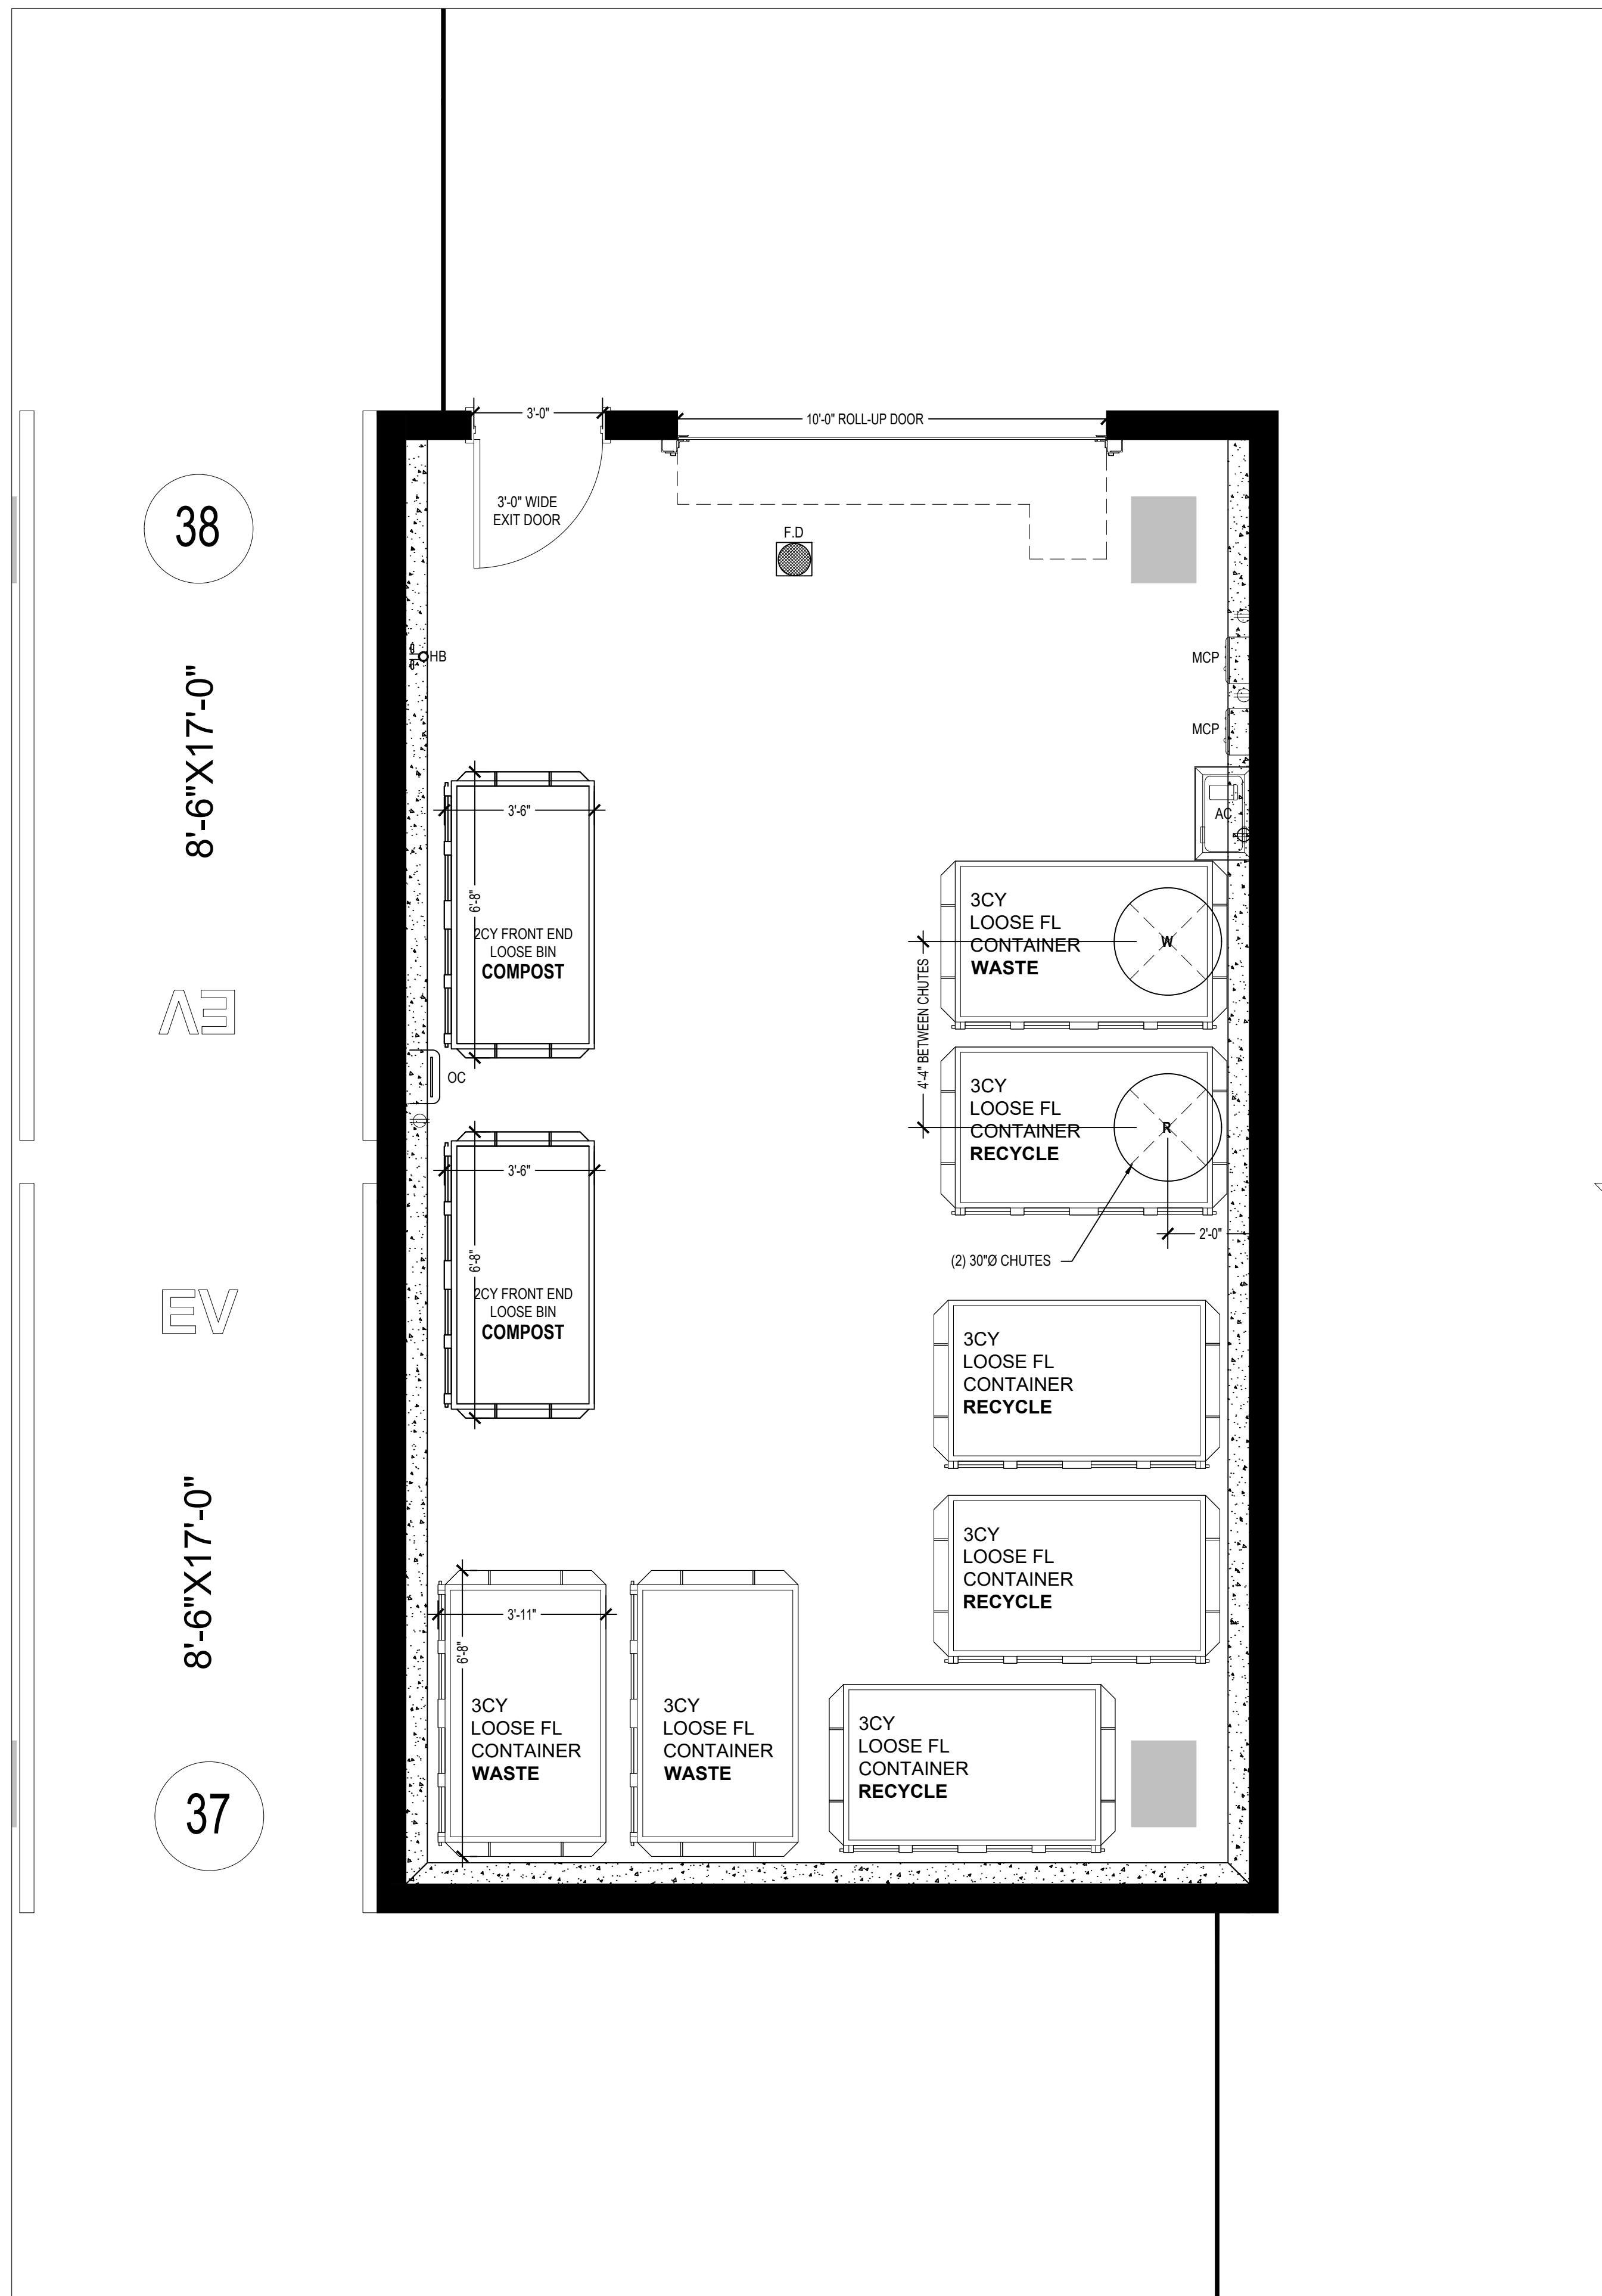 3'-0"
10'-0" ROLL-UP DOOR
3'-0" WIDE
EXIT DOOR
F.D
38
HB
MCP
8'-6"X17'-0"
MCP
AC
3'-6"
6'-8"
2CY FRONT END
LOOSE BIN
COMPOST
3CY
LOOSE FL
CONTAINER
WASTE
W
4'-4" BETWEEN CHUTES
EV
OC
3CY
LOOSE FL
CONTAINER
RECYCLE
R
3'-6"
6'-8"
2CY FRONT END
LOOSE BIN
COMPOST
2'-0"
(2) 30"Ø CHUTES
EV
3CY
LOOSE FL
CONTAINER
RECYCLE
8'-6"X17'-0"
3CY
LOOSE FL
CONTAINER
RECYCLE
3'-11"
6'-8"
3CY
LOOSE FL
CONTAINER
WASTE
3CY
LOOSE FL
CONTAINER
WASTE
3CY
LOOSE FL
CONTAINER
RECYCLE
37